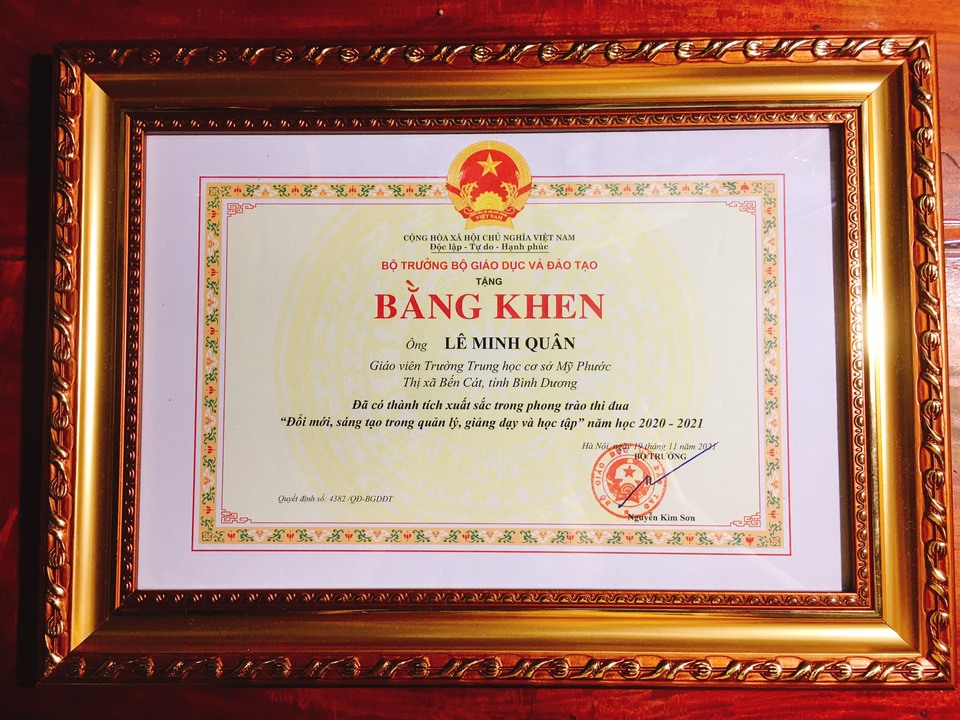 VIỆT NAM
CỘNG HÒA XÃ HỘI CHỦ NGHĨA VIỆT NAM
Độc lập - Tự do - Hạnh phúc
BỘ TRƯỞNG BỘ GIÁO DỤC VÀ ĐÀO TẠO
TẶNG
BẰNG KHEN
Ông LÊ MINH QUÂN
Giáo viên Trường Trung học cơ sở Mỹ Phước
Thị xã Bến Cát, tỉnh Bình Dương
Đã có thành tích xuất sắc trong phong trào thi đua
“Đổi mới, sáng tạo trong quản lý, giảng dạy và học tập” năm học 2020 - 2021
Hà Nội, ngày 19 tháng 11 năm 2021
BỘ TRƯỞNG
Quyết định số: 4382 /QĐ-BGDĐT
Nguyễn Kim Sơn